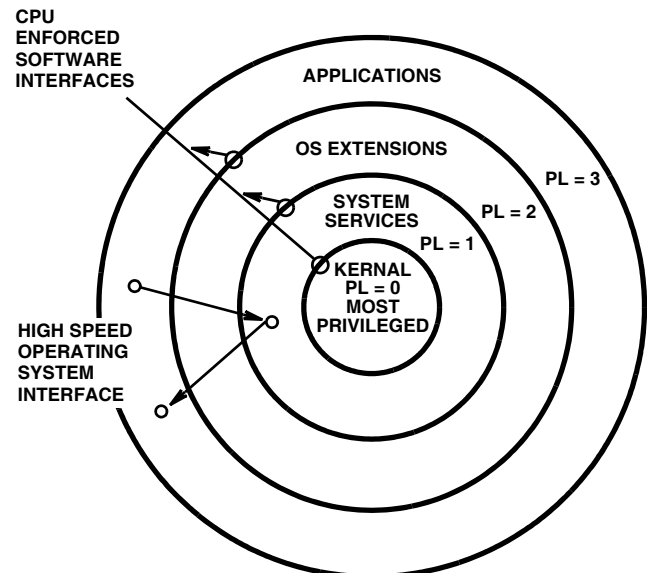 CPU
ENFORCED
SOFTWARE
INTERFACES
APPLICATIONS
OS EXTENSIONS
PL = 3
SYSTEM
SERVICES
PL = 2
PL = 1
KERNAL
PL = 0
MOST
PRIVILEGED
HIGH SPEED
OPERATING
SYSTEM
INTERFACE